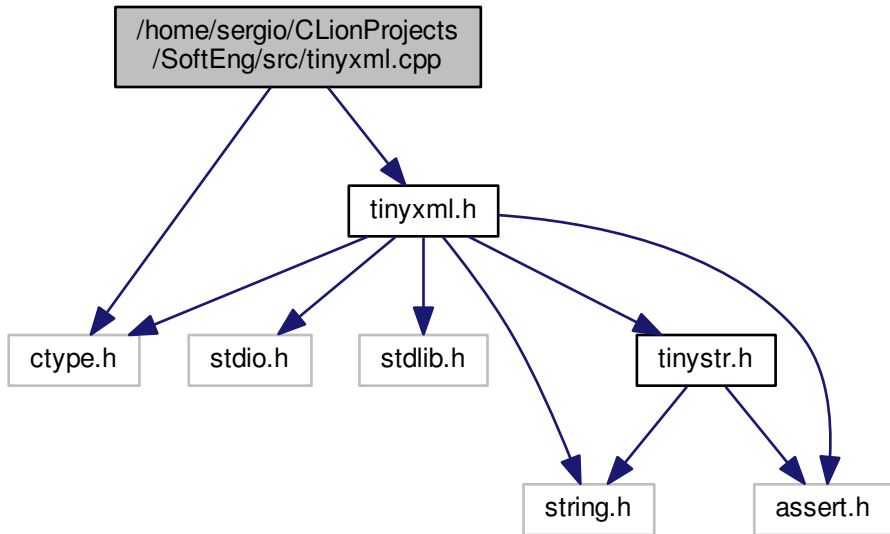 /home/sergio/CLionProjects
/SoftEng/src/tinyxml.cpp
tinyxml.h
ctype.h
stdio.h
stdlib.h
tinystr.h
string.h
assert.h